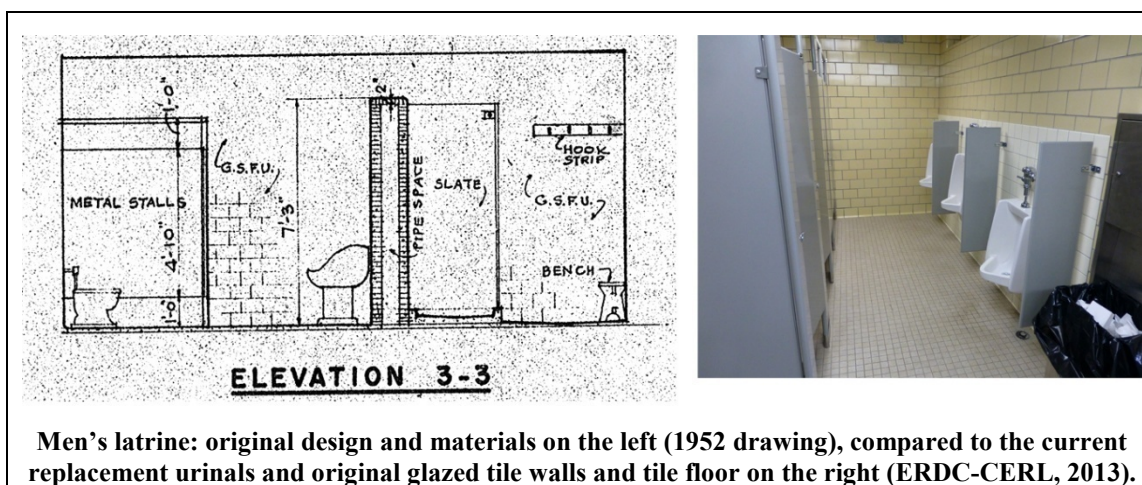 1'-0"
G.S.F.U.
METAL STALLS
4'-10"
1'-0"
7'-3"
2"
PIPE SPACE
SLATE
HOOK
STRIP
G.S.F.U.
BENCH
ELEVATION 3-3
Men’s latrine: original design and materials on the left (1952 drawing), compared to the current
replacement urinals and original glazed tile walls and tile floor on the right (ERDC-CERL, 2013).